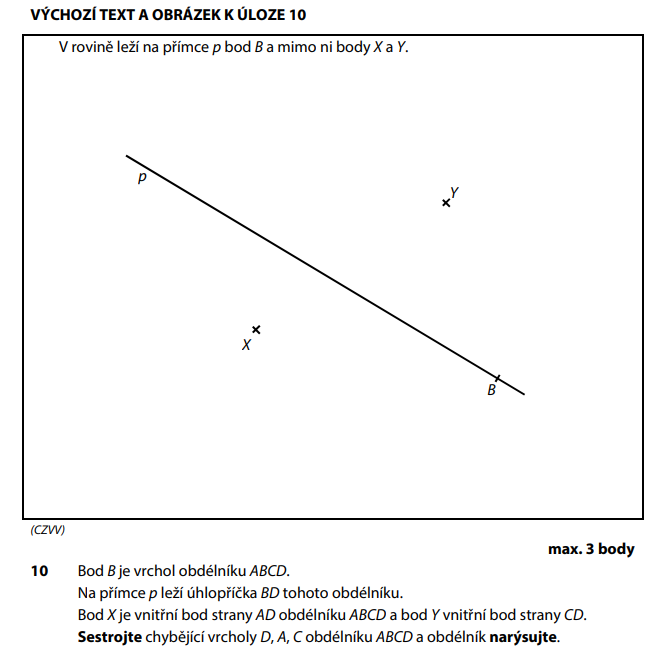 VÝCHOZÍ TEXT A OBRÁZEK K ÚLOZE 10
V rovině leží na přímce p bod B a mimo ni body X a Y.
p
Y
X
B
(CZVV)
max. 3 body
10 Bod B je vrchol obdélníku ABCD.
Na přímce p leží úhlopříčka BD tohoto obdélníku.
Bod X je vnitřní bod strany AD obdélníku ABCD a bod Y vnitřní bod strany CD.
Sestrojte chybějící vrcholy D, A, C obdélníku ABCD a obdélník narýsujte.